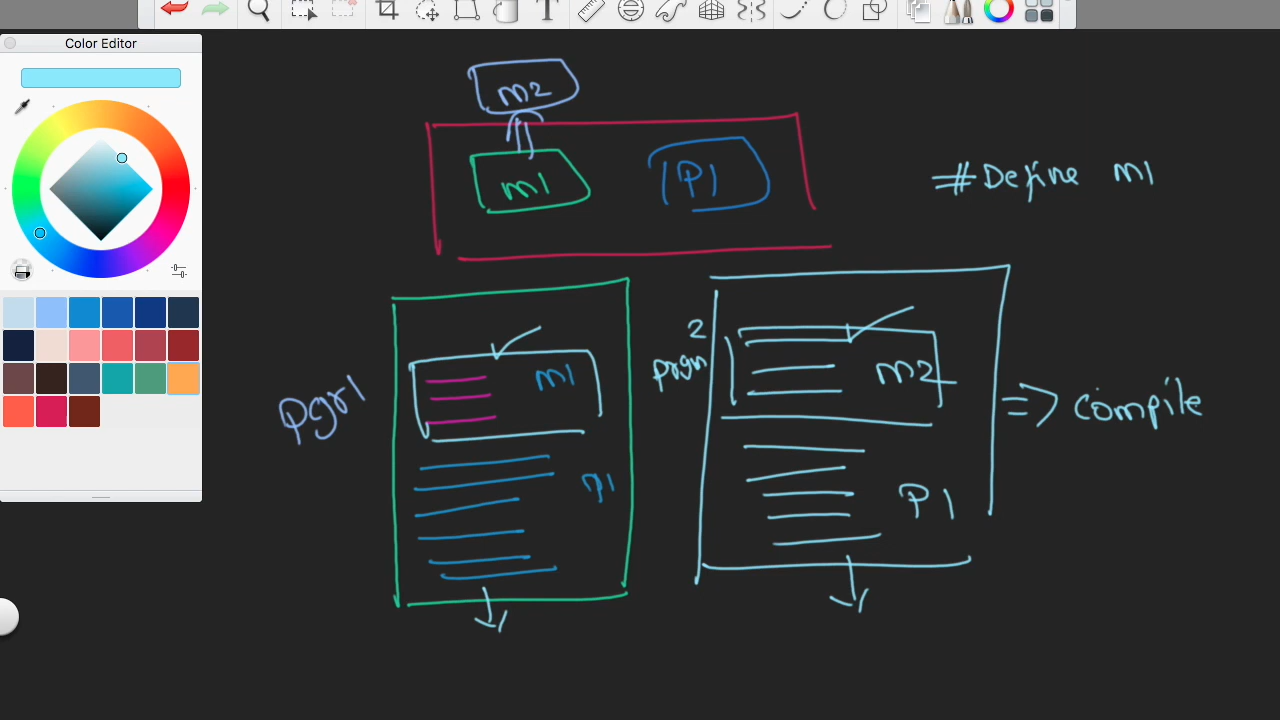 Color Editor
m2
m1
P1
#Define m1
pgr1
m1
P1
2
prgm
m2
P1
=> compile